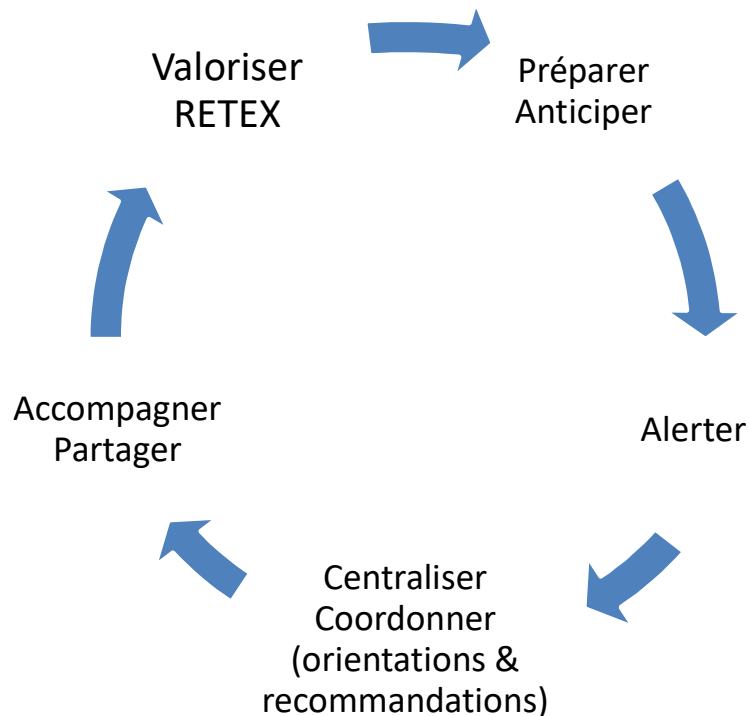 Valoriser
RETEX
Préparer
Anticiper
Alerter
Centraliser
Coordonner
(orientations &
recommandations)
Accompagner
Partager